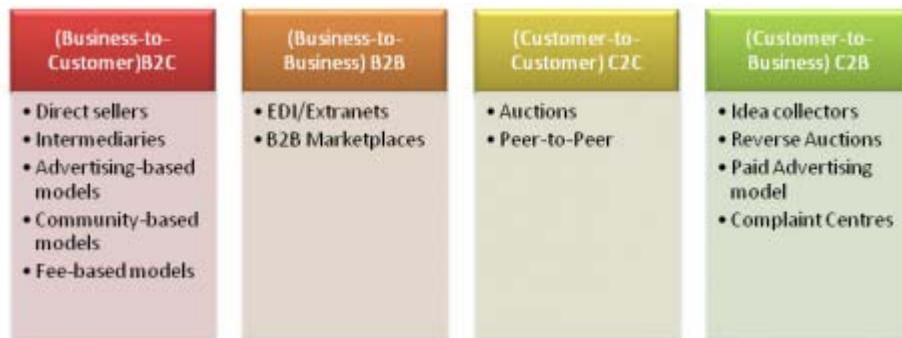 (Business-to-
Customer)B2C
• Direct sellers
• Intermediaries
• Advertising-based
models
• Community-based
models
• Fee-based models
(Business-to-
Business) B2B
• EDI/Extranets
• B2B Marketplaces
(Customer-to-
Customer) C2C
• Auctions
• Peer-to-Peer
(Customer-to-
Business) C2B
• Idea collectors
• Reverse Auctions
• Paid Advertising
model
• Complaint Centres